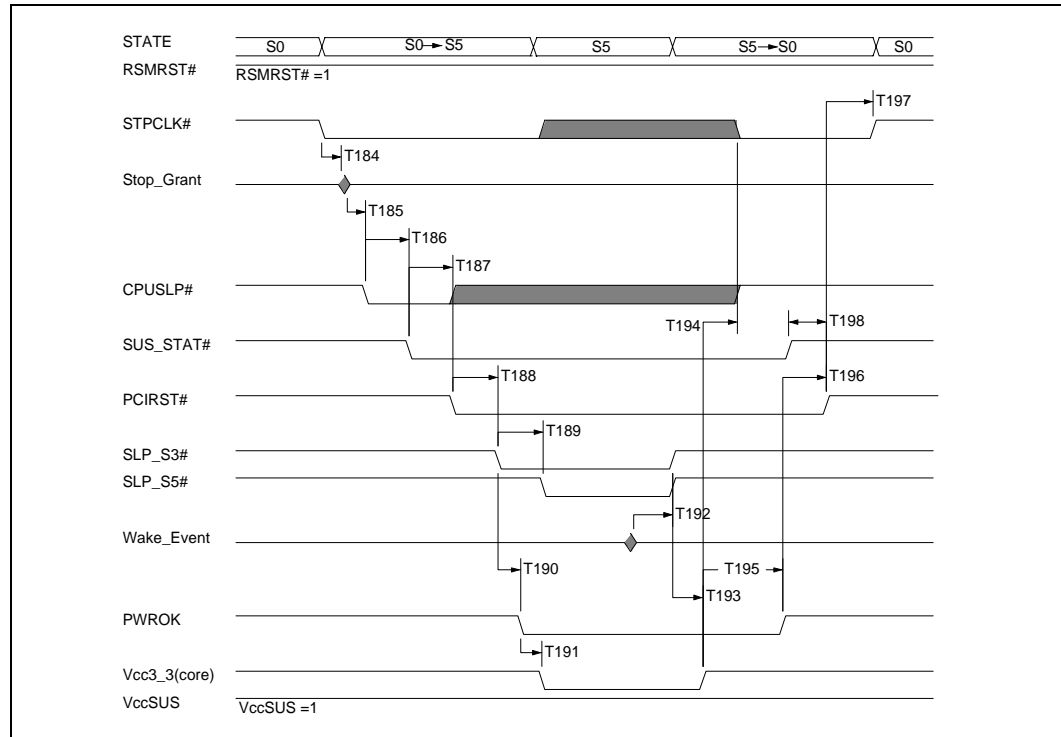 STATE S0 S0 S5 S5 S5 S0 S0
RSMRST# RSMRST# =1
T197
STPCLK#
T184
Stop_Grant
T185
T186
T187
CPUSLP#
T194 T198
SUS_STAT#
T188 T196
PCIRST#
T189
SLP_S3#
SLP_S5#
T192
Wake_Event
T190 T195
T193
PWROK
T191
Vcc3_3(core)
VccSUS VccSUS =1